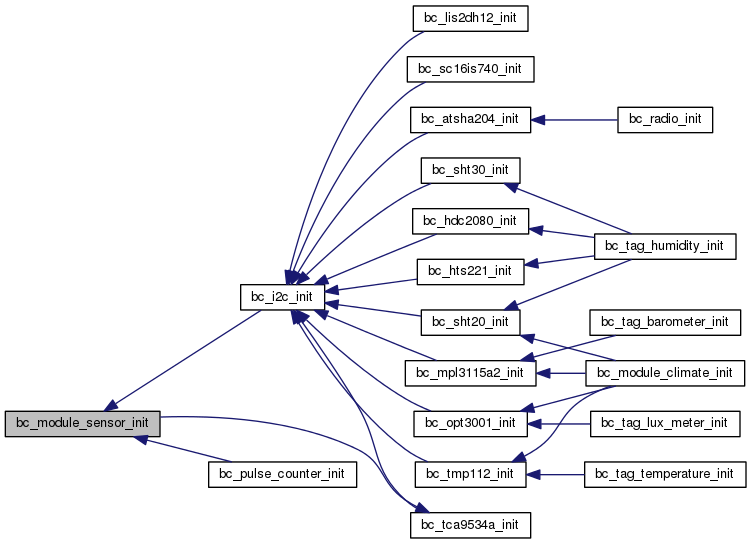 bc_lis2dh12_init
bc_sc16is740_init
bc_atsha204_init
bc_radio_init
bc_sht30_init
bc_hdc2080_init
bc_tag_humidity_init
bc_hts221_init
bc_i2c_init
bc_sht20_init
bc_tag_barometer_init
bc_mpl3115a2_init
bc_module_climate_init
bc_module_sensor_init
bc_opt3001_init
bc_tag_lux_meter_init
bc_pulse_counter_init
bc_tmp112_init
bc_tag_temperature_init
bc_tca9534a_init